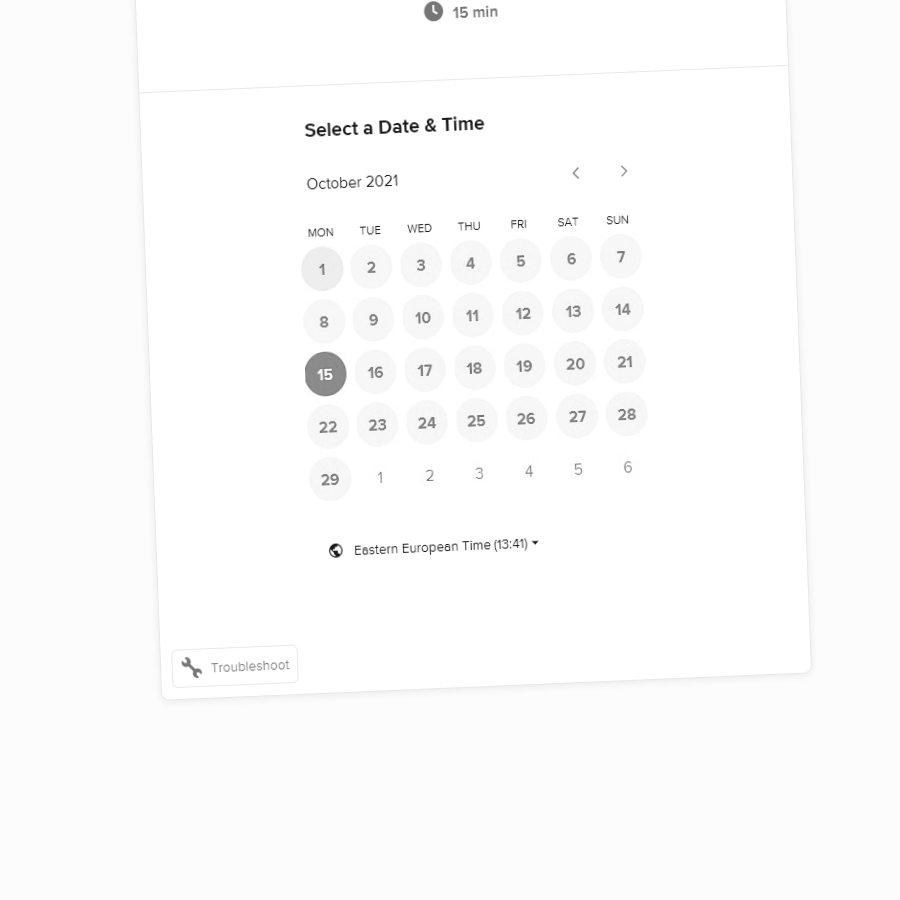 15 min
Select a Date & Time
October 2021
MON TUE WED THU FRI SAT SUN
1 2 3 4 5 6 7
8 9 10 11 12 13 14
15 16 17 18 19 20 21
22 23 24 25 26 27 28
29 1 2 3 4 5 6
Eastern European Time (13:41)
Troubleshoot